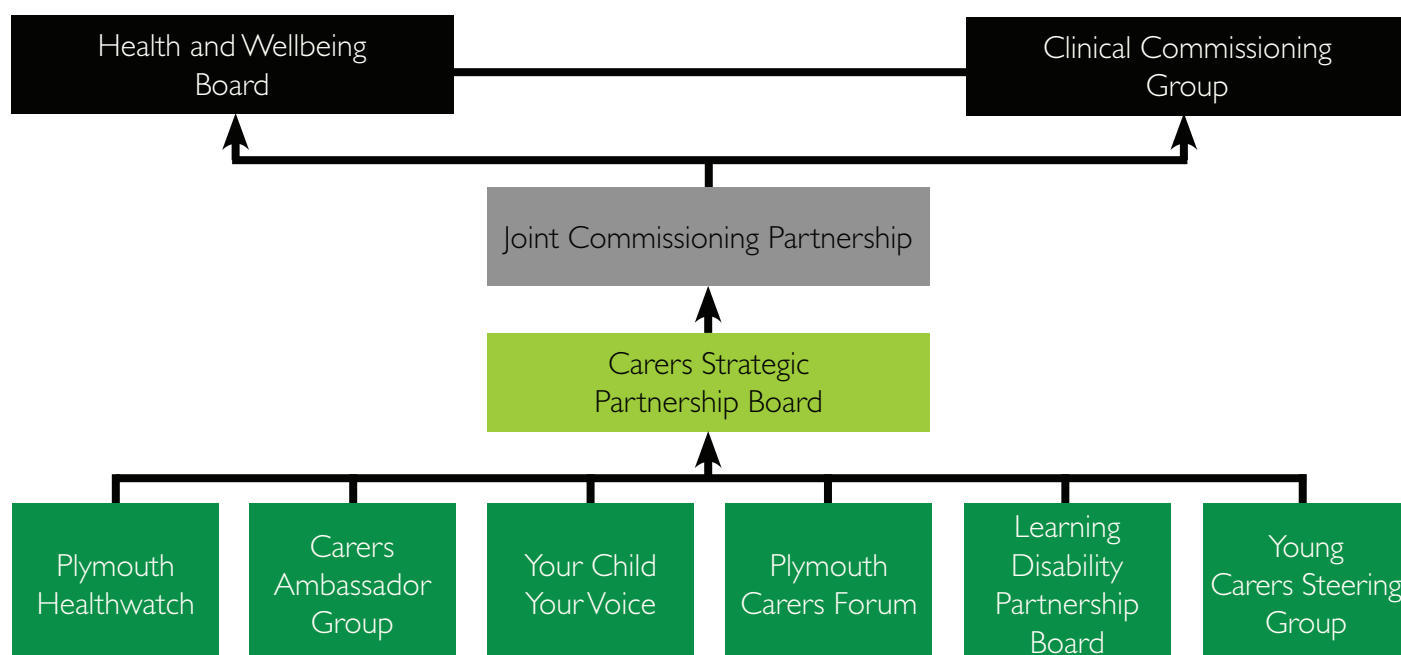 Health and Wellbeing
Board
Clinical Commissioning
Group
Joint Commissioning Partnership
Carers Strategic
Partnership Board
Plymouth
Healthwatch
Carers
Ambassador
Group
Your Child
Your Voice
Plymouth
Carers Forum
Learning
Disability
Partnership
Board
Young
Carers Steering
Group